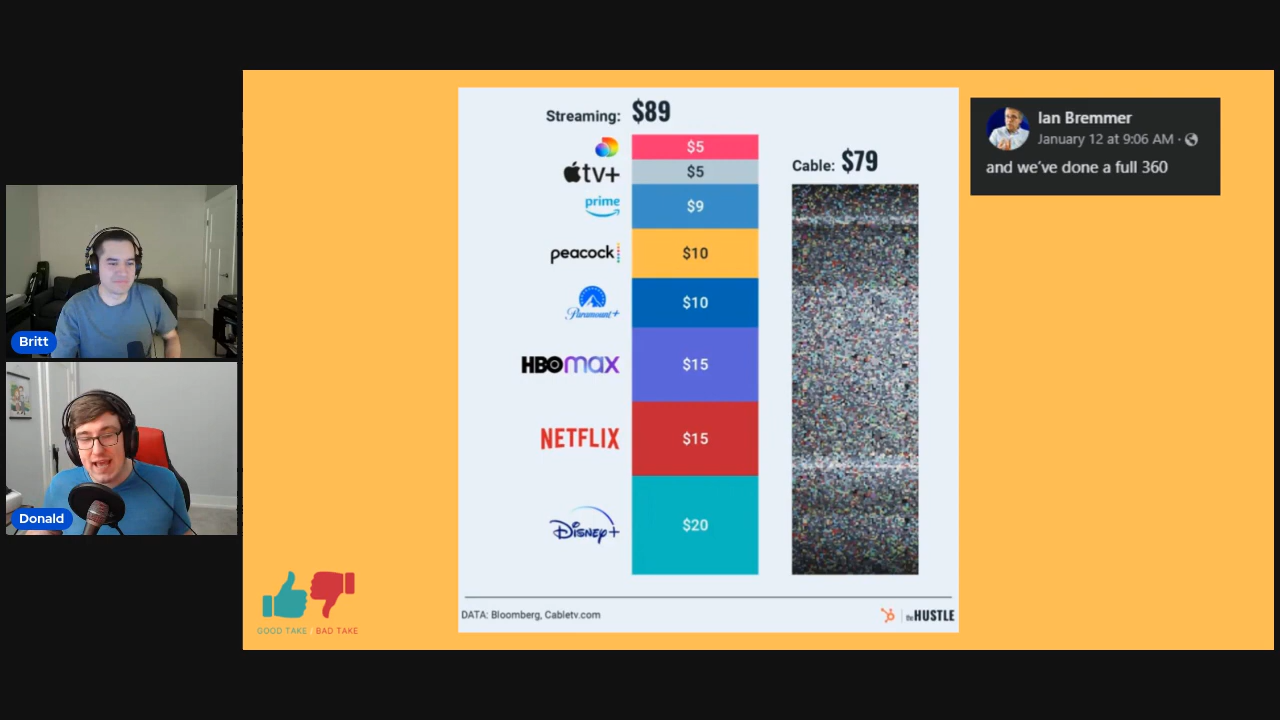 Streaming: $89
$5
tv+ $5
prime $9
peacock $10
Paramount+ $10
HBOMAX $15
NETFLIX $15
Disney+ $20
Cable: $79
DATA: Bloomberg, Cabletv.com
the HUSTLE
Ian Bremmer
January 12 at 9:06 AM ·
and we've done a full 360
Britt
Donald
GOOD TAKE / BAD TAKE